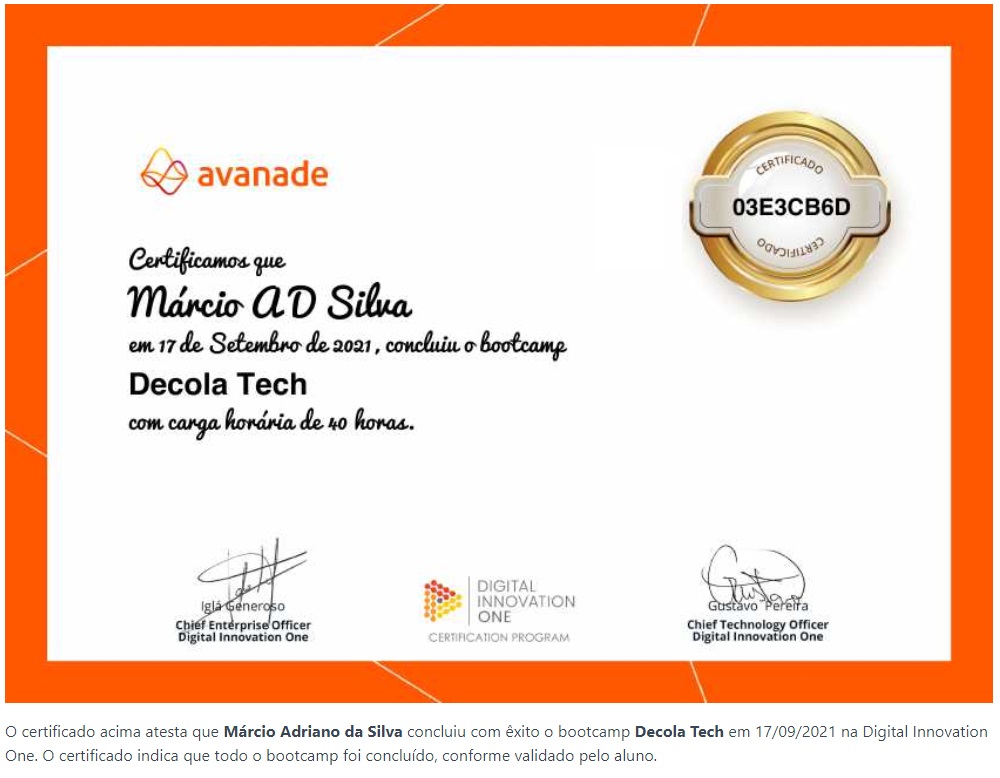 avanade
CERTIFICADO
03E3CB6D
CERTIFICADO
Certificamos que
Márcio AD Silva
em 17 de Setembro de 2021, concluiu o bootcamp
Decola Tech
com carga horária de 40 horas.
Iglá Generoso
Chief Enterprise Officer
Digital Innovation One
DIGITAL
INNOVATION
ONE
CERTIFICATION PROGRAM
Gustavo Pereira
Chief Technology Officer
Digital Innovation One
O certificado acima atesta que Márcio Adriano da Silva concluiu com êxito o bootcamp Decola Tech em 17/09/2021 na Digital Innovation
One. O certificado indica que todo o bootcamp foi concluído, conforme validado pelo aluno.